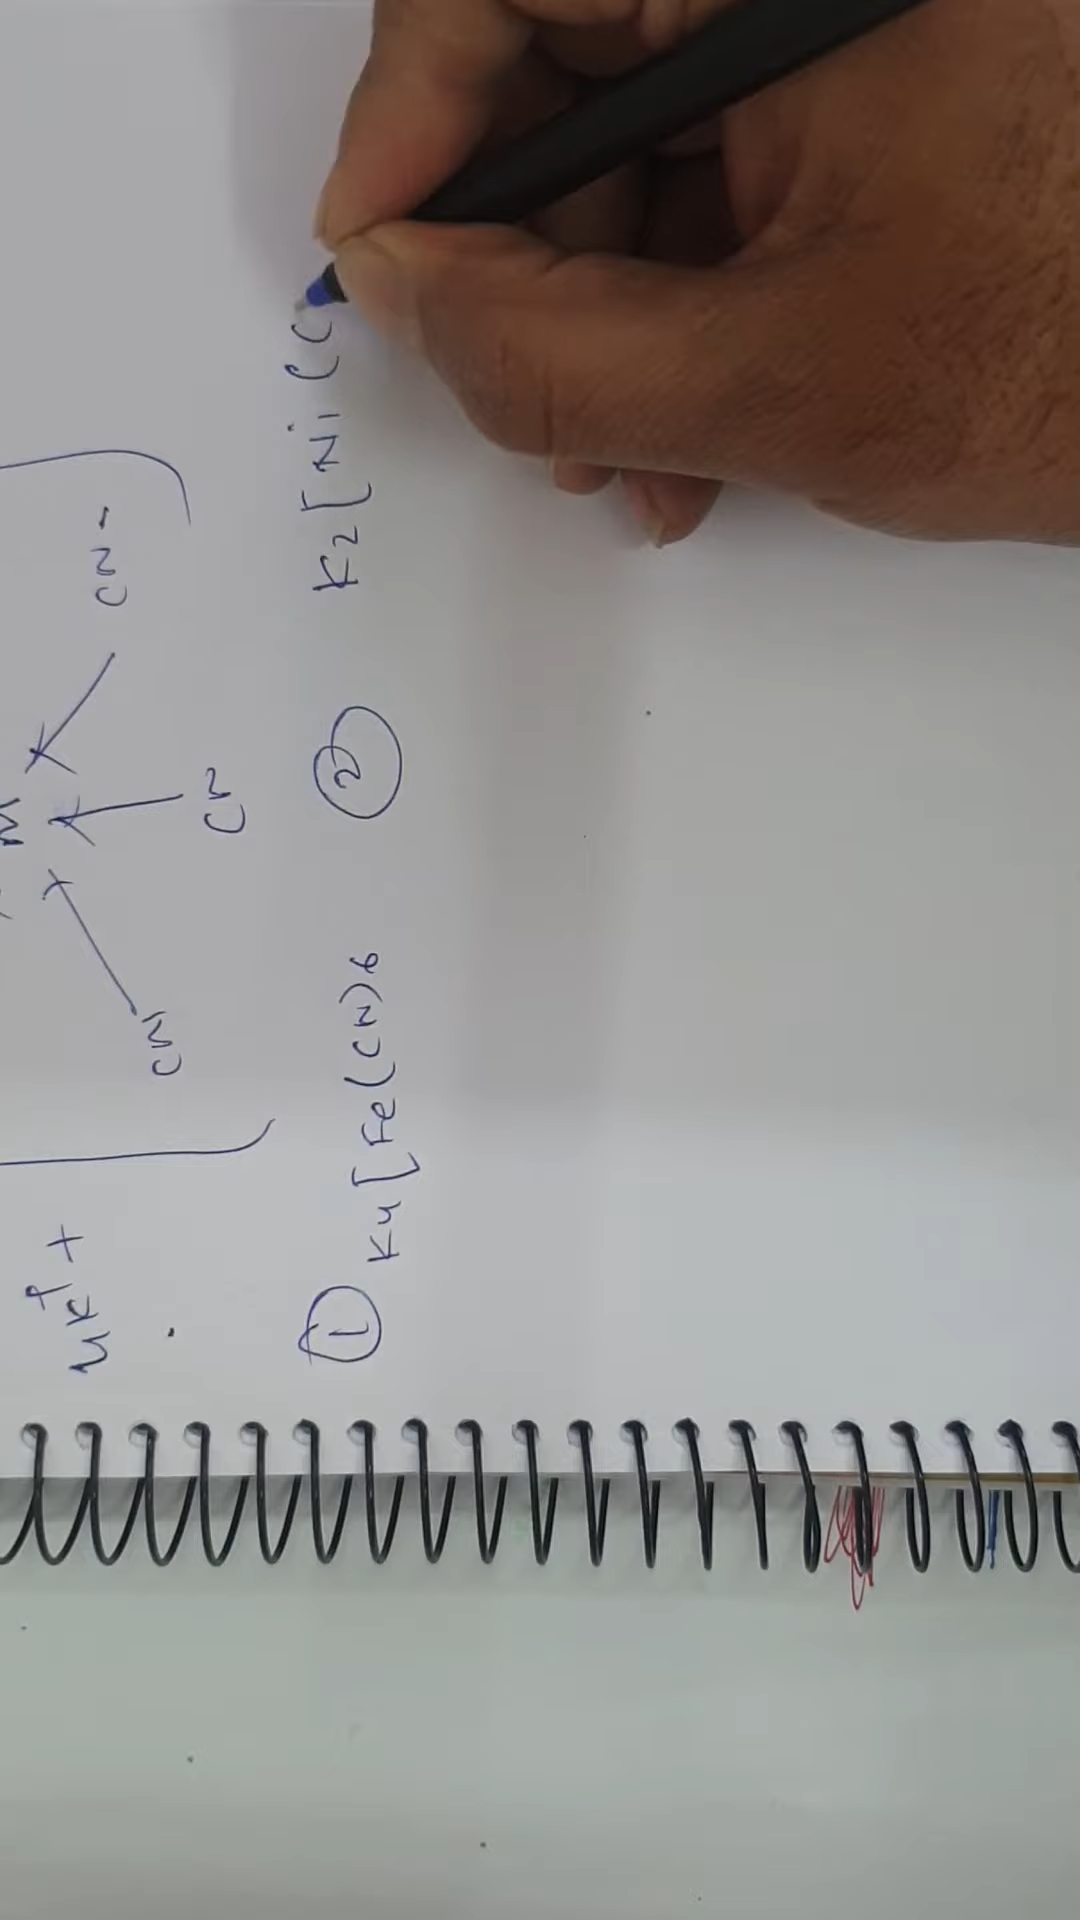 CN -
M
CN
CN
4K+ +
① K4[Fe(CN)6 ② K2[Ni(C